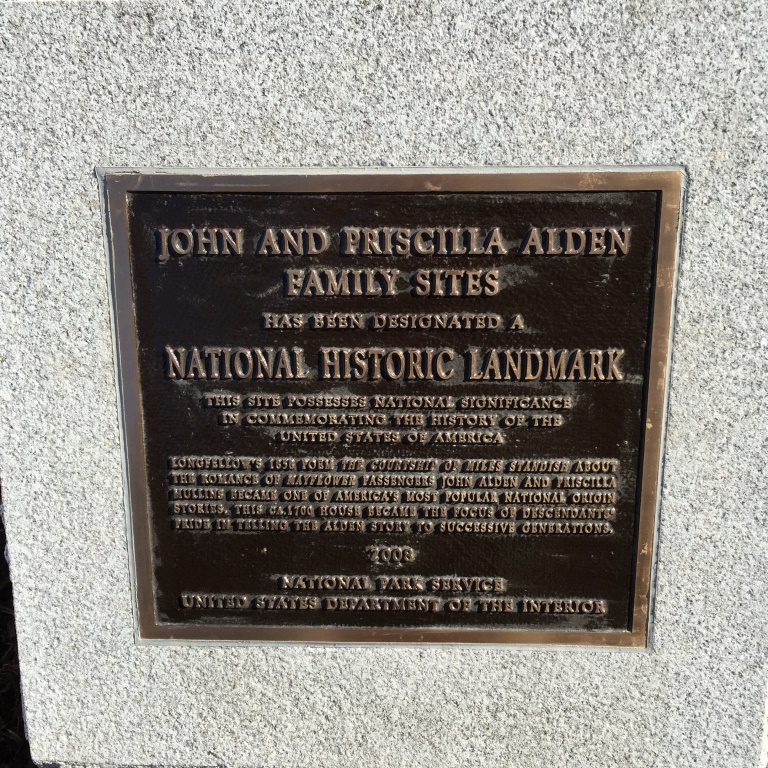 JOHN AND PRISCILLA ALDEN
FAMILY SITES
HAS BEEN DESIGNATED A
NATIONAL HISTORIC LANDMARK
THIS SITE POSSESSES NATIONAL SIGNIFICANCE
IN COMMEMORATING THE HISTORY OF THE
UNITED STATES OF AMERICA
LONGFELLOW'S 1858 POEM THE COURTSHIP OF MILES STANDISH ABOUT
THE ROMANCE OF MAYFLOWER PASSENGERS JOHN ALDEN AND PRISCILLA
MULLINS BECAME ONE OF AMERICA'S MOST POPULAR NATIONAL ORIGIN
STORIES. THIS CA.1700 HOUSE BECAME THE FOCUS OF DESCENDANTS'
PRIDE IN TELLING THE ALDEN STORY TO SUCCESSIVE GENERATIONS.
2008
NATIONAL PARK SERVICE
UNITED STATES DEPARTMENT OF THE INTERIOR